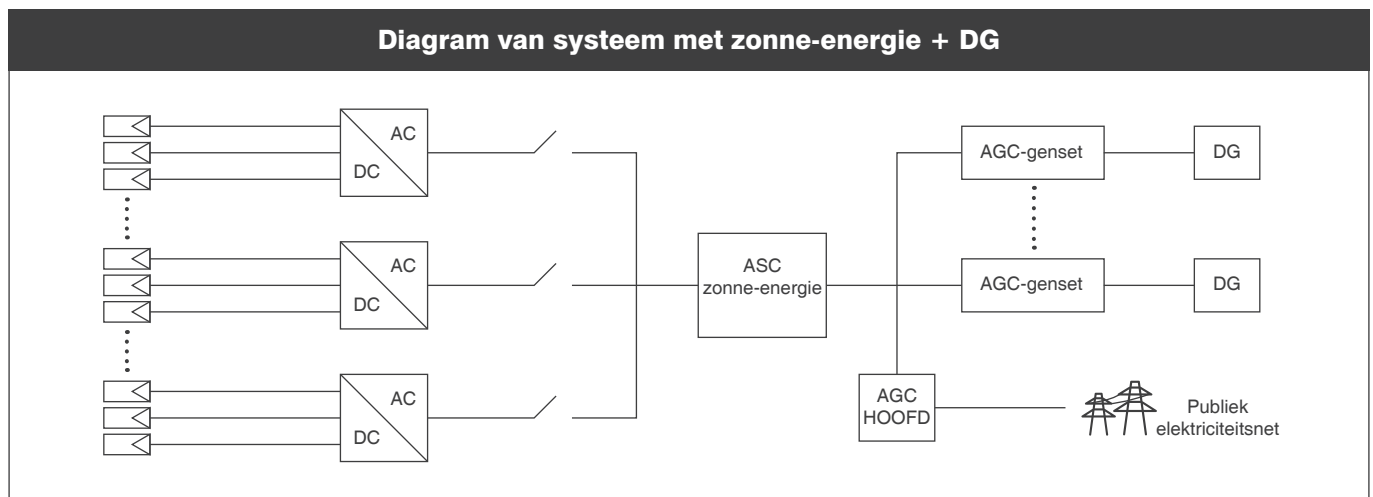 Diagram van systeem met zonne-energie + DG
AC
DC
AC
DC
AC
DC
ASC
zonne-energie
AGC-genset
DG
AGC-genset
DG
AGC
HOOFD
Publiek
elektriciteitsnet